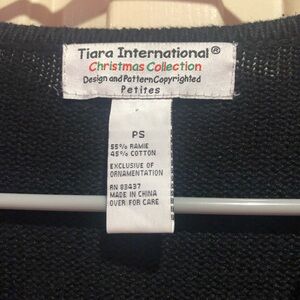 Tiara International®
Christmas Collection
Design and Pattern Copyrighted
Petites
PS
55% RAMIE
45% COTTON
EXCLUSIVE OF
ORNAMENTATION
RN 83437
MADE IN CHINA
OVER FOR CARE